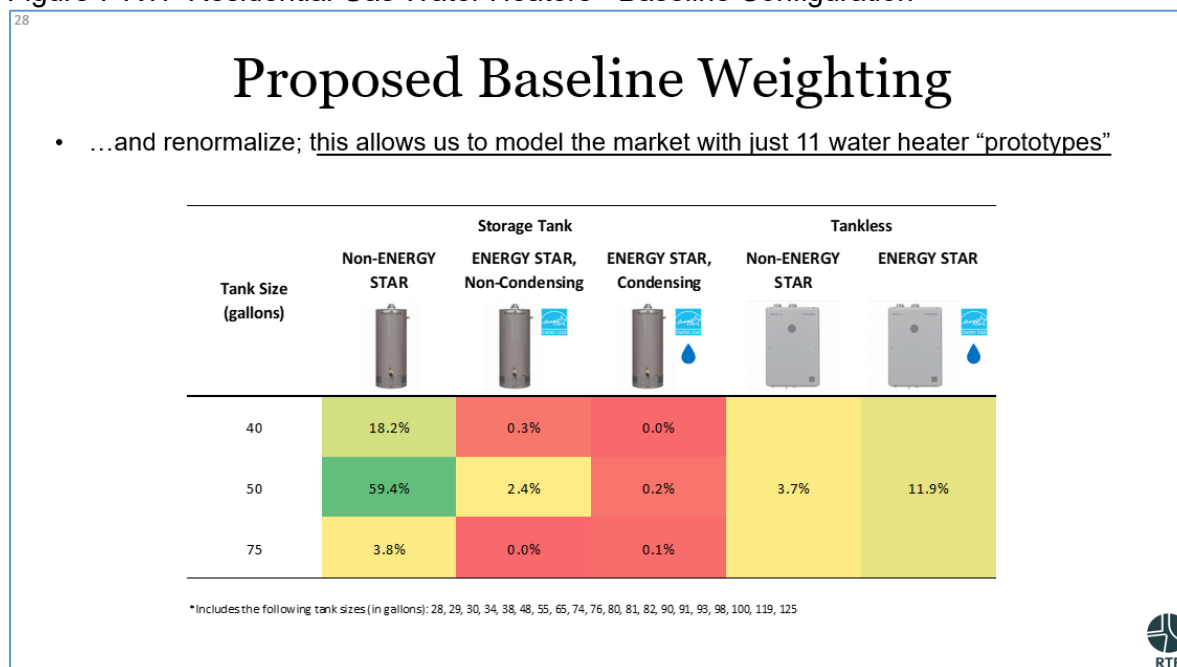 28
Proposed Baseline Weighting
• …and renormalize; this allows us to model the market with just 11 water heater “prototypes”
Storage Tank Tankless
Tank Size (gallons) Non-ENERGY STAR ENERGY STAR, Non-Condensing ENERGY STAR, Condensing Non-ENERGY STAR ENERGY STAR
40 18.2% 0.3% 0.0%
50 59.4% 2.4% 0.2% 3.7% 11.9%
75 3.8% 0.0% 0.1%
*Includes the following tank sizes (in gallons): 28, 29, 30, 34, 38, 48, 55, 65, 74, 76, 80, 81, 82, 90, 91, 93, 98, 100, 119, 125
RTF